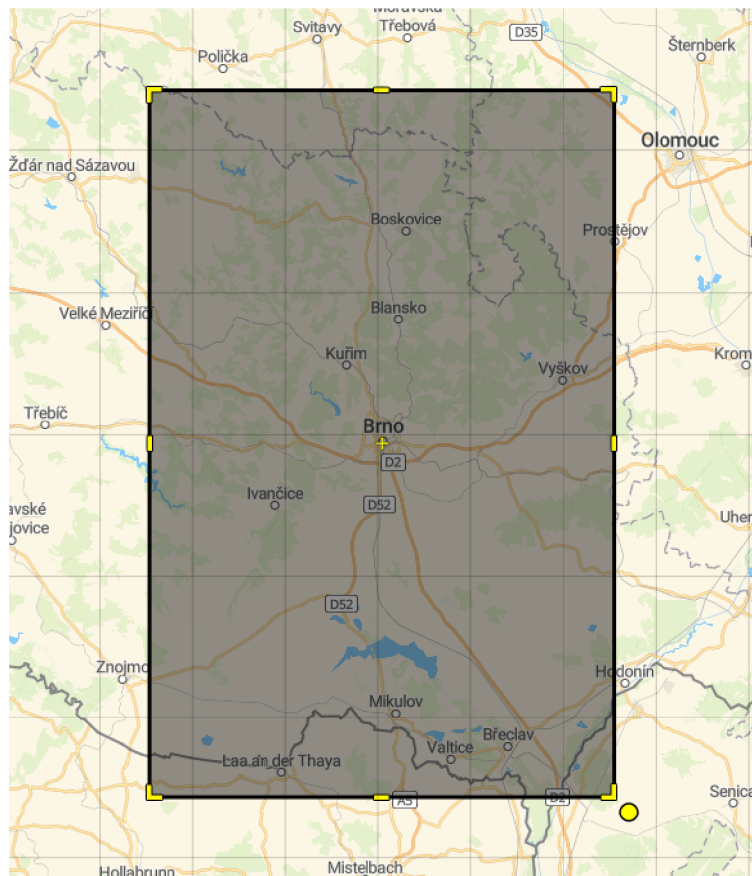 Moravská
Svitavy
Třebová
D35
Polička
Šternberk
Olomouc
Žďár nad Sázavou
Boskovice
Prostějov
Velké Meziříčí
Blansko
Kuřim
Vyškov
Krom
Třebíč
Brno
D2
Ivančice
D52
avské
jovice
Uher
D52
Znojmo
Hodonín
Mikulov
Břeclav
Valtice
Laa an der Thaya
A5
D2
Senica
Mistelbach
Hollabrunn